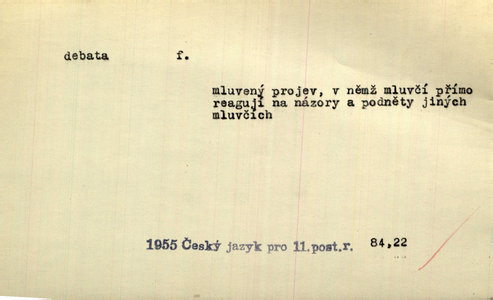 debata f.
mluvený projev, v němž mluvčí přímo
reagují na názory a podněty jiných
mluvčích
1955 Český jazyk pro 11.post.r. 84,22